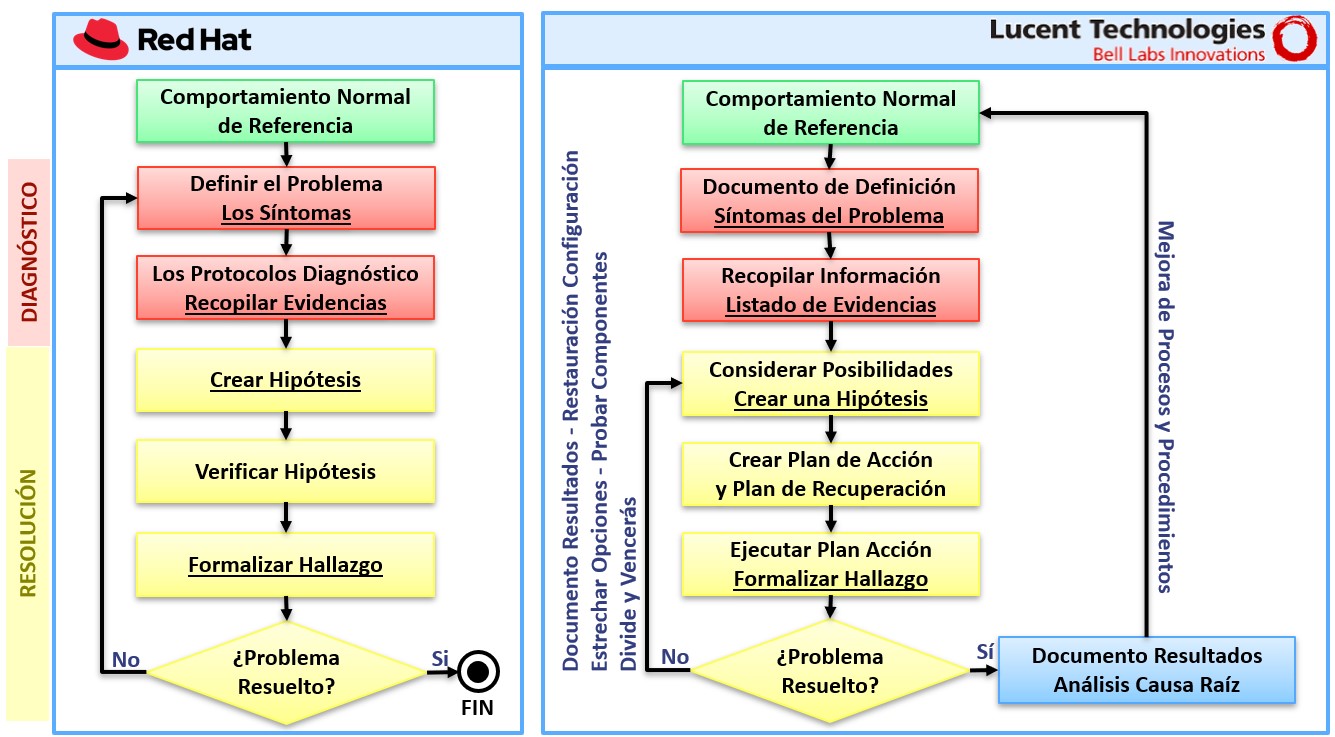 Red Hat
DIAGNÓSTICO
RESOLUCIÓN
Comportamiento Normal
de Referencia
Definir el Problema
Los Síntomas
Los Protocolos Diagnóstico
Recopilar Evidencias
Crear Hipótesis
Verificar Hipótesis
Formalizar Hallazgo
¿Problema
Resuelto?
No
Si
FIN
Lucent Technologies
Bell Labs Innovations
Documento Resultados - Restauración Configuración
Estrechar Opciones - Probar Componentes
Divide y Vencerás
Comportamiento Normal
de Referencia
Documento de Definición
Síntomas del Problema
Recopilar Información
Listado de Evidencias
Considerar Posibilidades
Crear una Hipótesis
Crear Plan de Acción
y Plan de Recuperación
Ejecutar Plan Acción
Formalizar Hallazgo
¿Problema
Resuelto?
No
Sí
Documento Resultados
Análisis Causa Raíz
Mejora de Procesos y Procedimientos